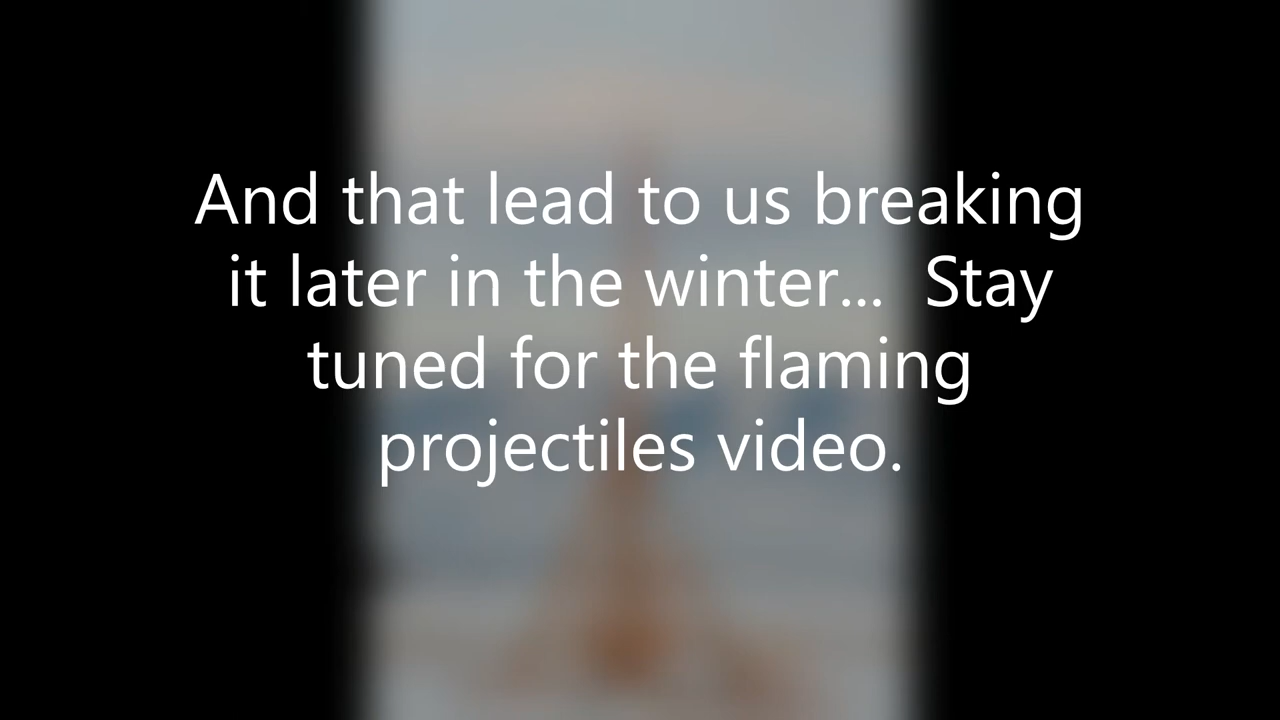 And that lead to us breaking
it later in the winter...  Stay
tuned for the flaming
projectiles video.